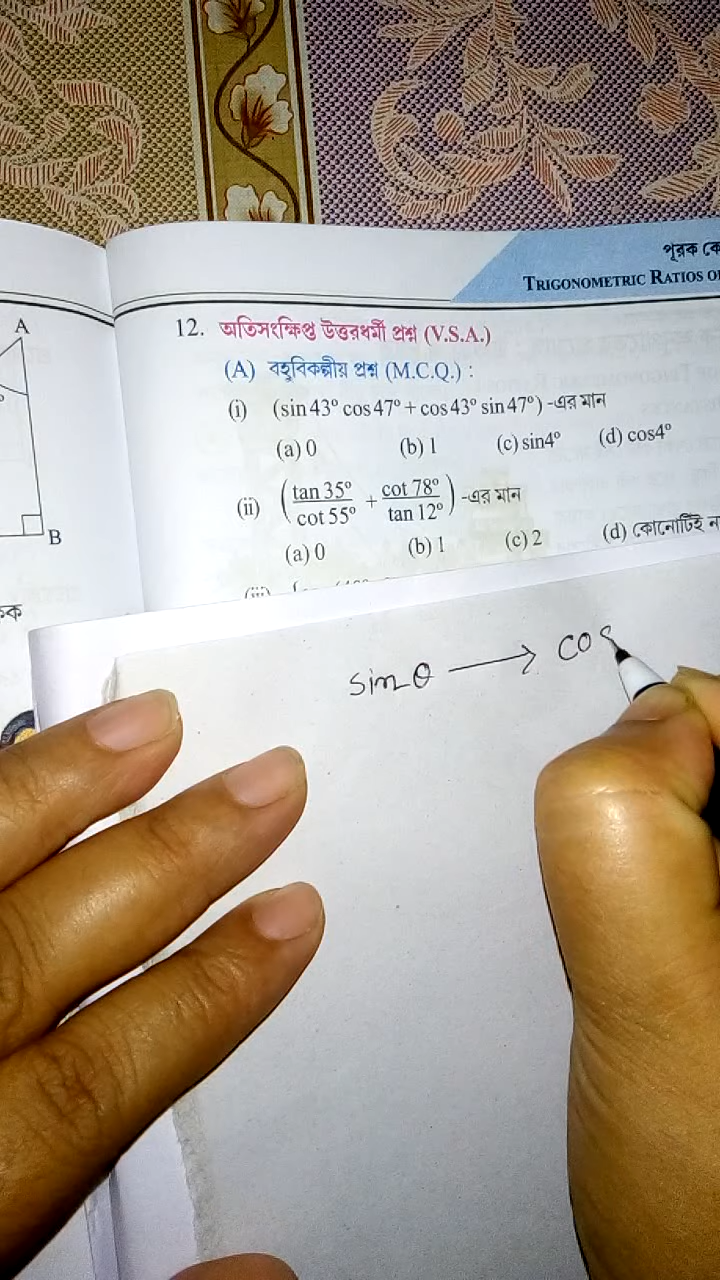 পূরক
TRIGONOMETRIC RATIOS
A
B
12. অতিসংক্ষিপ্ত উত্তরধর্মী প্রশ্ন (V.S.A.)
(A) বহুবিকল্পীয় প্রশ্ন (M.C.Q.) :
(i) (sin 43° cos 47° + cos 43° sin 47°) -এর মান
(a) 0 (b) 1 (c) sin4° (d) cos4°
(ii) (tan 35°/cot 55° + cot 78°/tan 12°) -এর মান
(a) 0 (b) 1 (c) 2 (d) কোনোটিই
(iii)
sinθ → cos